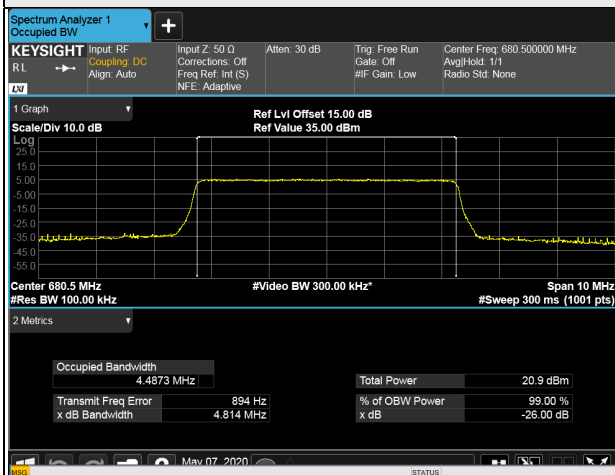 Spectrum Analyzer 1
Occupied BW
KEYSIGHT
RL
LXI
Input: RF
Coupling: DC
Align: Auto
Input Z: 50 Ω
Corrections: Off
Freq Ref: Int (S)
NFE: Adaptive
Atten: 30 dB
Trig: Free Run
Gate: Off
#IF Gain: Low
Center Freq: 680.500000 MHz
Avg|Hold: 1/1
Radio Std: None
1 Graph
Scale/Div 10.0 dB
Ref Lvl Offset 15.00 dB
Ref Value 35.00 dBm
Log
25.0
15.0
5.00
-5.00
-15.0
-25.0
-35.0
-45.0
-55.0
Center 680.5 MHz
#Res BW 100.00 kHz
#Video BW 300.00 kHz*
Span 10 MHz
#Sweep 300 ms (1001 pts)
2 Metrics
Occupied Bandwidth
4.4873 MHz
Transmit Freq Error 894 Hz
x dB Bandwidth 4.814 MHz
Total Power 20.9 dBm
% of OBW Power 99.00 %
x dB -26.00 dB
May 07, 2020
MSG
STATUS